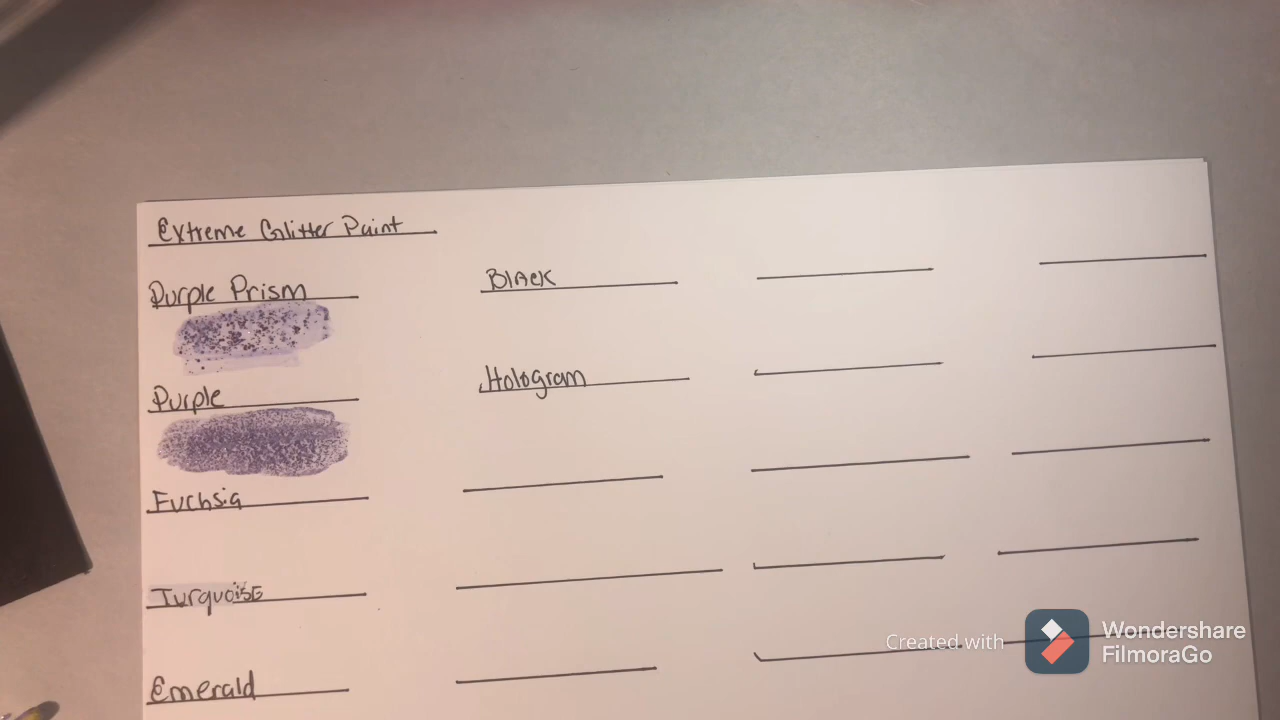 Extreme Glitter Paint
Purple Prism
Black
Purple
Hologram
Fuchsia
Turquoise
Emerald
Created with
Wondershare
FilmoraGo